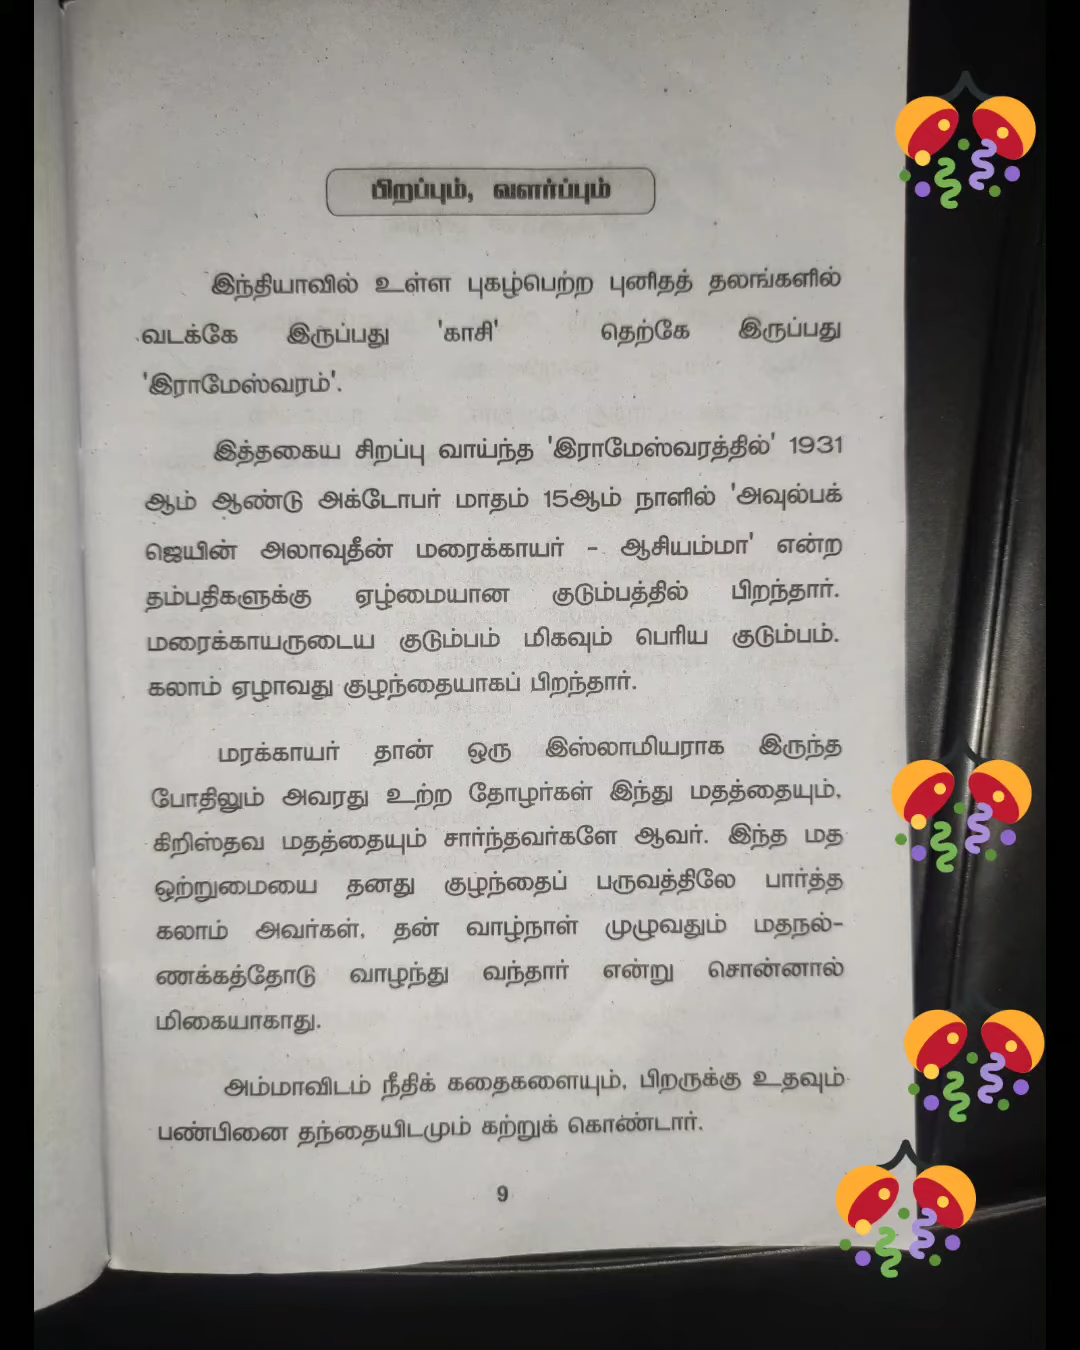 பிறப்பும், வளர்ப்பும்
இந்தியாவில் உள்ள புகழ்பெற்ற புனிதத் தலங்களில்
வடக்கே இருப்பது 'காசி' தெற்கே இருப்பது
'இராமேஸ்வரம்'.
இத்தகைய சிறப்பு வாய்ந்த 'இராமேஸ்வரத்தில்' 1931
ஆம் ஆண்டு அக்டோபர் மாதம் 15ஆம் நாளில் 'அவுல்பக்
ஜெயின் அலாவுதீன் மரைக்காயர் - ஆசியம்மா' என்ற
தம்பதிகளுக்கு ஏழ்மையான குடும்பத்தில் பிறந்தார்.
மரைக்காயருடைய குடும்பம் மிகவும் பெரிய குடும்பம்.
கலாம் ஏழாவது குழந்தையாகப் பிறந்தார்.
மரக்காயர் தான் ஒரு இஸ்லாமியராக இருந்த
போதிலும் அவரது உற்ற தோழர்கள் இந்து மதத்தையும்,
கிறிஸ்தவ மதத்தையும் சார்ந்தவர்களே ஆவர். இந்த மத
ஒற்றுமையை தனது குழந்தைப் பருவத்திலே பார்த்த
கலாம் அவர்கள், தன் வாழ்நாள் முழுவதும் மதநல்-
ணக்கத்தோடு வாழந்து வந்தார் என்று சொன்னால்
மிகையாகாது.
அம்மாவிடம் நீதிக் கதைகளையும், பிறருக்கு உதவும்
பண்பினை தந்தையிடமும் கற்றுக் கொண்டார்.
9